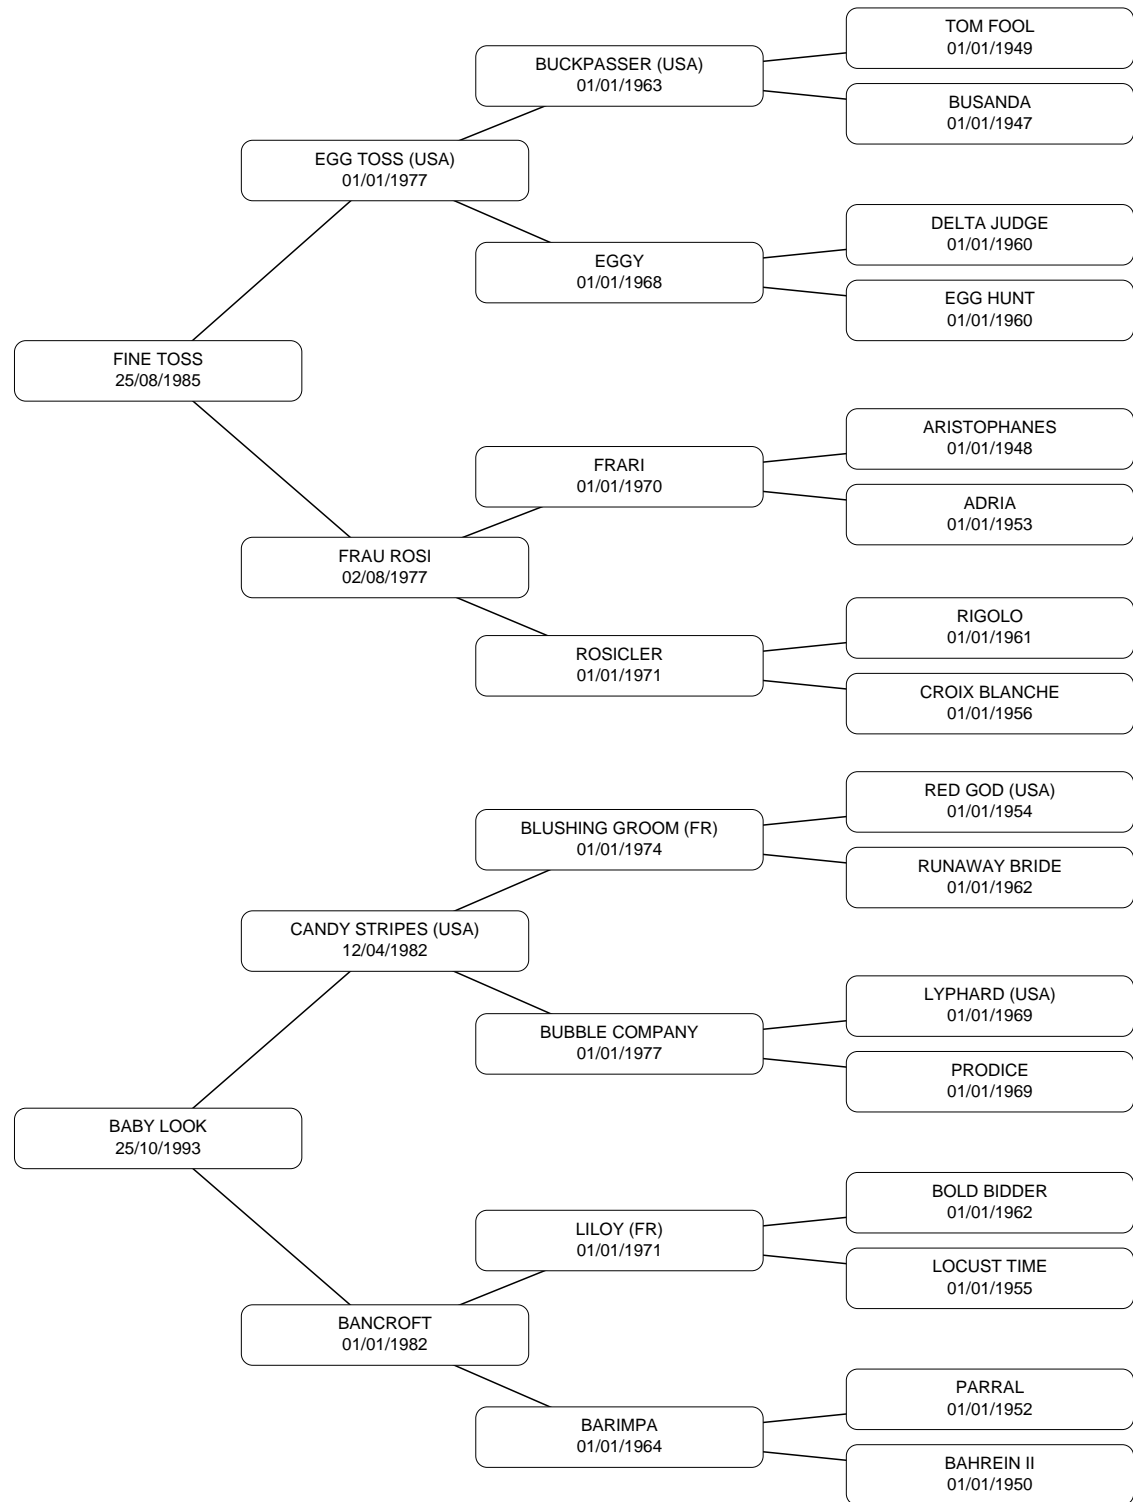 TOM FOOL
01/01/1949
BUCKPASSER (USA)
01/01/1963
BUSANDA
01/01/1947
EGG TOSS (USA)
01/01/1977
DELTA JUDGE
01/01/1960
EGGY
01/01/1968
EGG HUNT
01/01/1960
FINE TOSS
25/08/1985
ARISTOPHANES
01/01/1948
FRARI
01/01/1970
ADRIA
01/01/1953
FRAU ROSI
02/08/1977
RIGOLO
01/01/1961
ROSICLER
01/01/1971
CROIX BLANCHE
01/01/1956
RED GOD (USA)
01/01/1954
BLUSHING GROOM (FR)
01/01/1974
RUNAWAY BRIDE
01/01/1962
CANDY STRIPES (USA)
12/04/1982
LYPHARD (USA)
01/01/1969
BUBBLE COMPANY
01/01/1977
PRODICE
01/01/1969
BABY LOOK
25/10/1993
BOLD BIDDER
01/01/1962
LILOY (FR)
01/01/1971
LOCUST TIME
01/01/1955
BANCROFT
01/01/1982
PARRAL
01/01/1952
BARIMPA
01/01/1964
BAHREIN II
01/01/1950